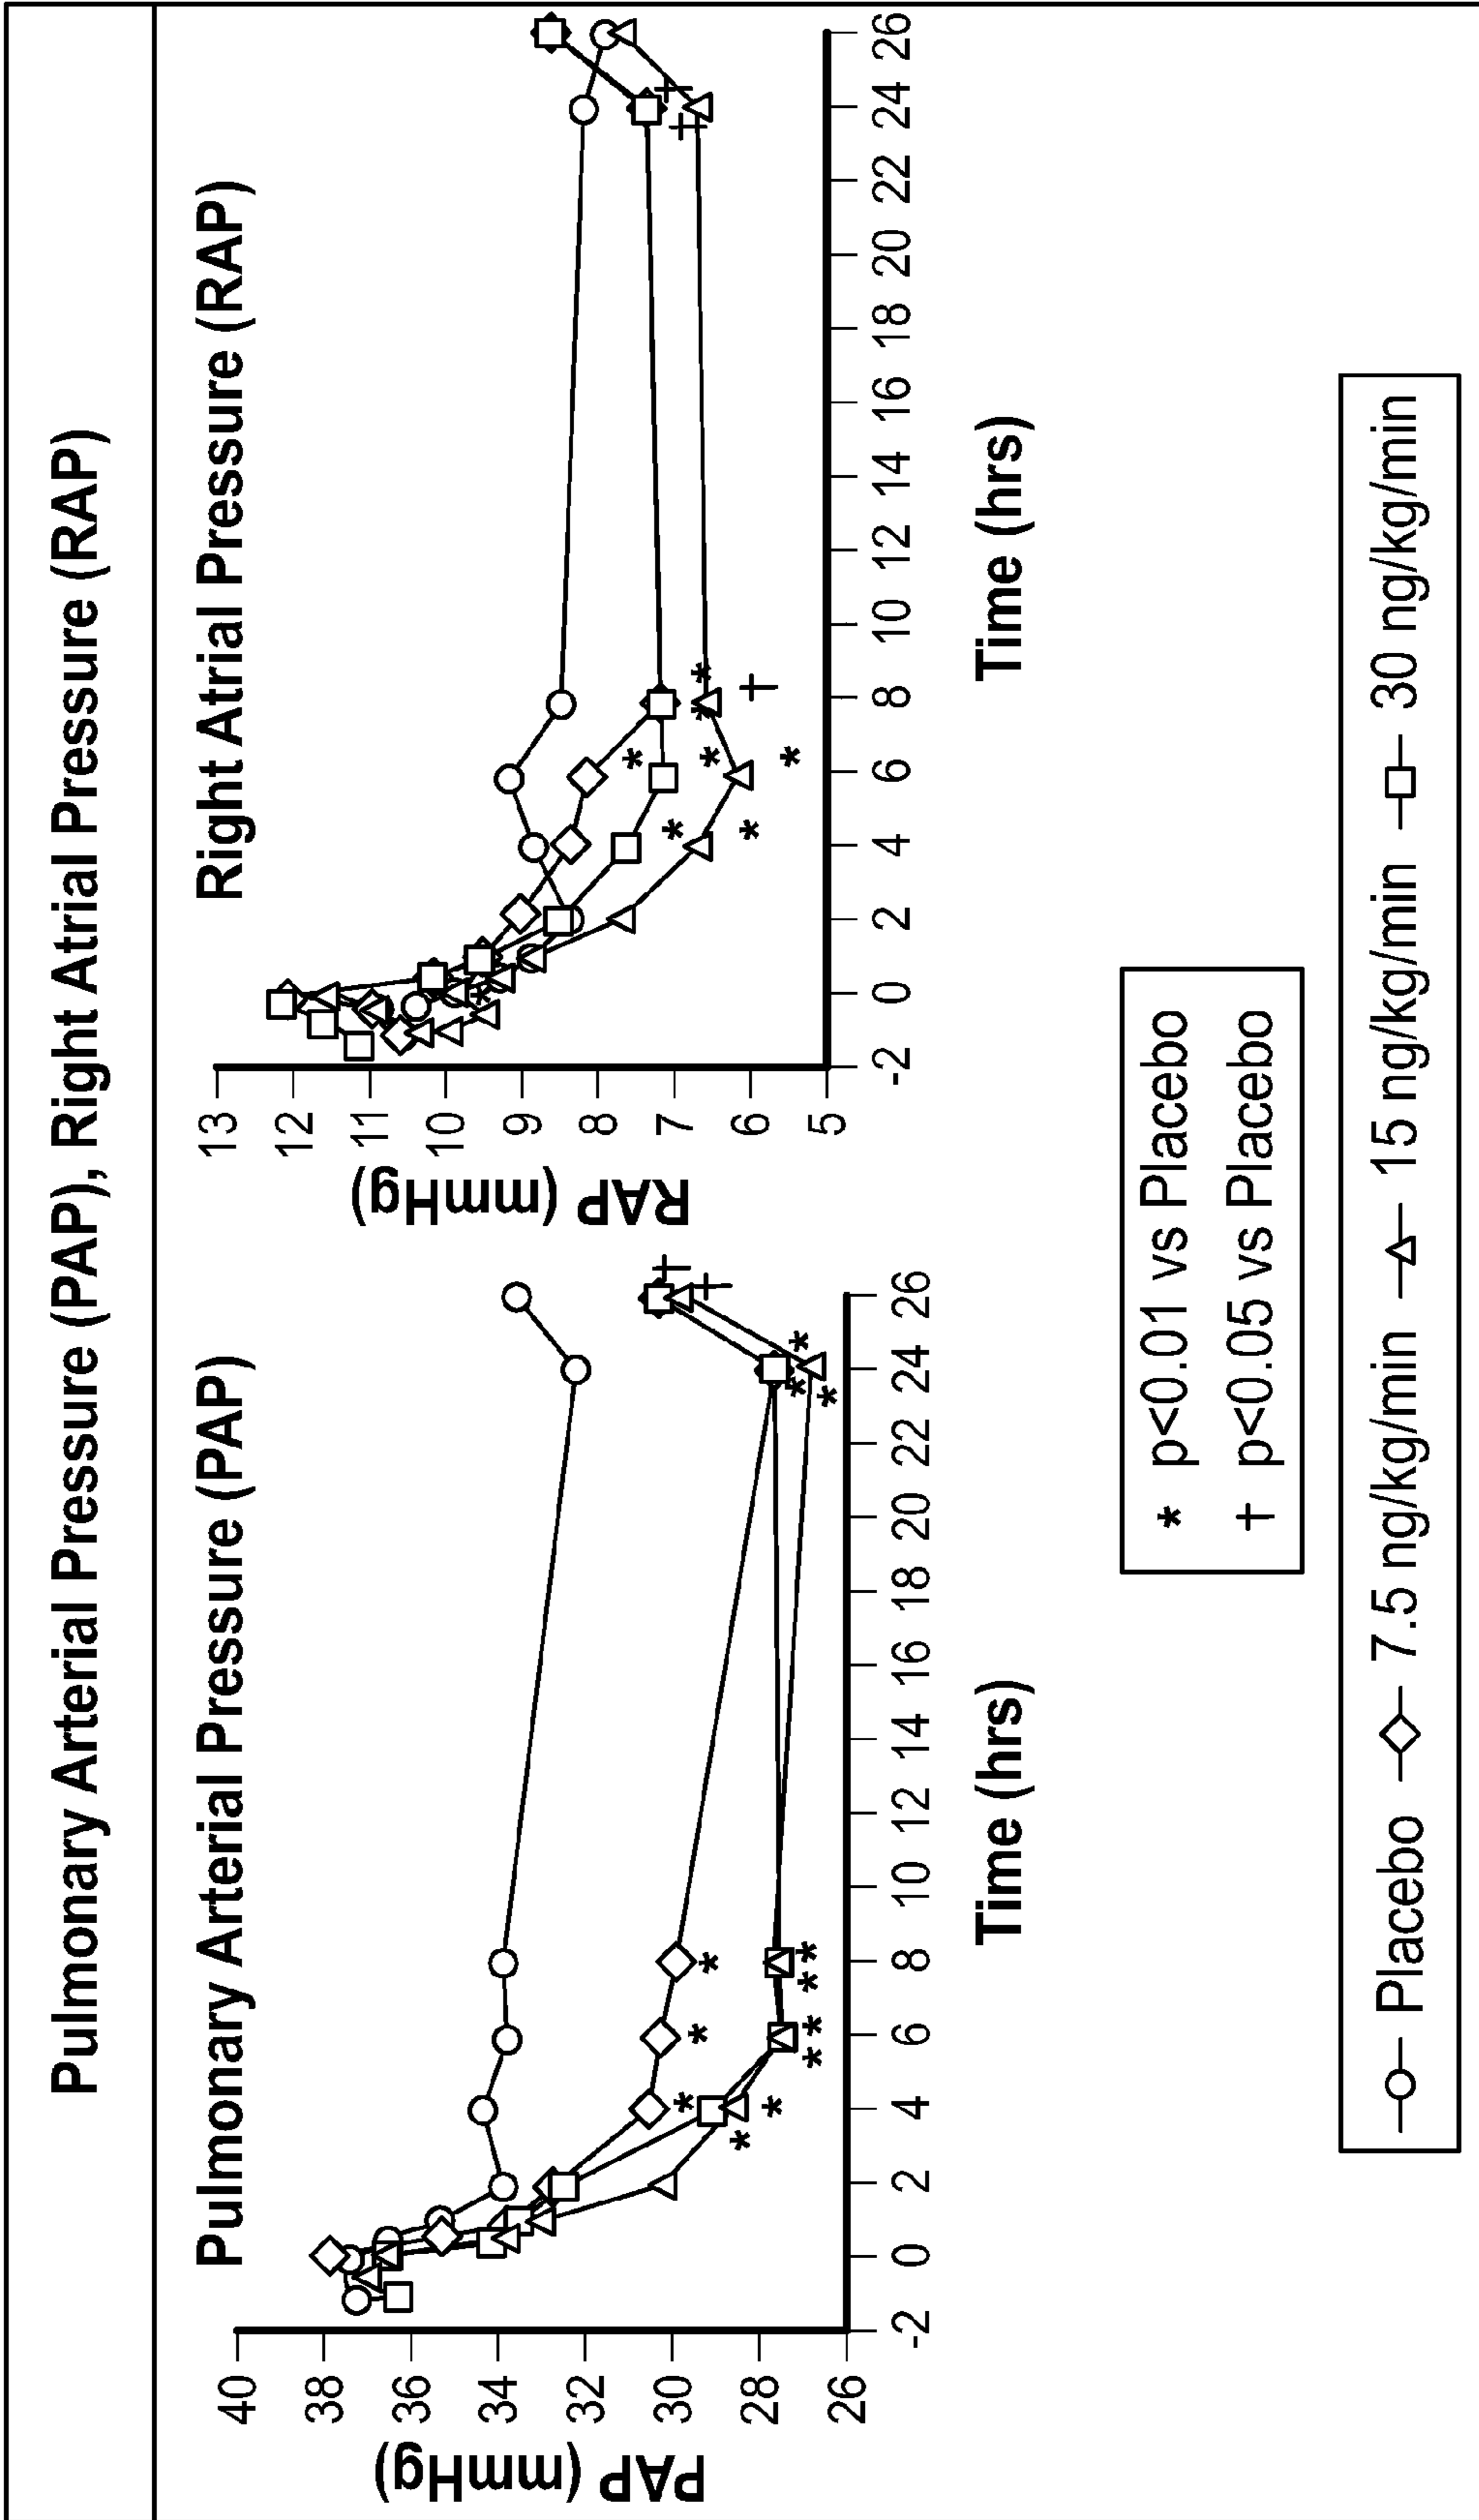 Pulmonary Arterial Pressure (PAP), Right Atrial Pressure (RAP)
Pulmonary Arterial Pressure (PAP)
PAP (mmHg)
40
38
36
34
32
30
28
26
-2 0 2 4 6 8 10 12 14 16 18 20 22 24 26
Time (hrs)
Right Atrial Pressure (RAP)
RAP (mmHg)
13
12
11
10
9
8
7
6
5
-2 0 2 4 6 8 10 12 14 16 18 20 22 24 26
Time (hrs)
* p<0.01 vs Placebo
† p<0.05 vs Placebo
Placebo 7.5 ng/kg/min 15 ng/kg/min 30 ng/kg/min